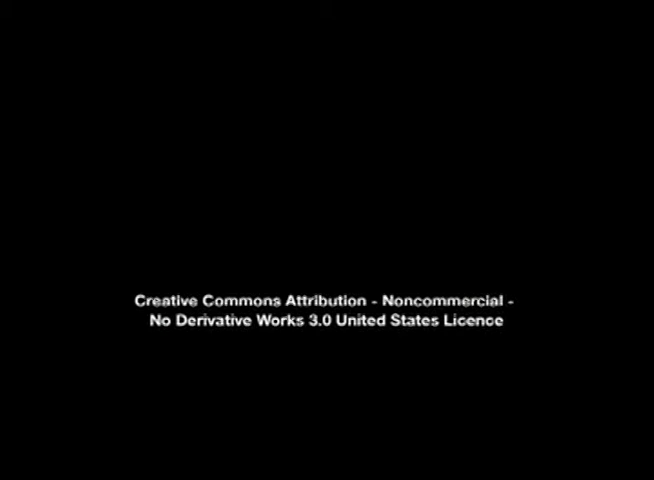 Creative Commons Attribution - Noncommercial -
No Derivative Works 3.0 United States Licence